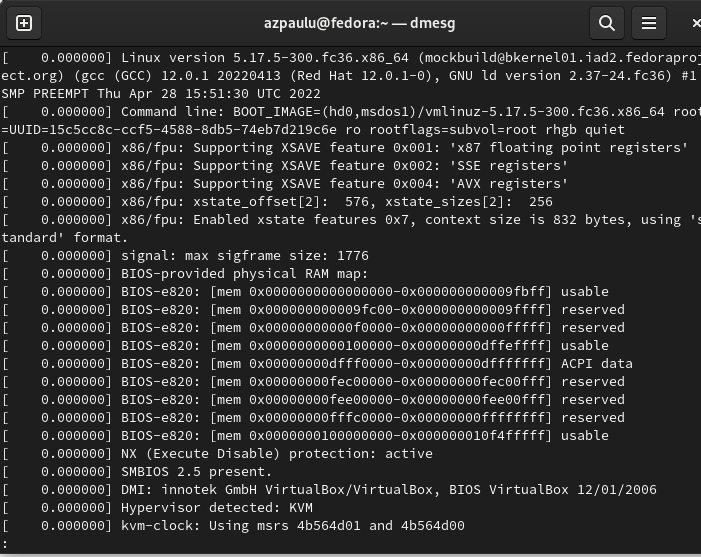 azpaulu@fedora:~ — dmesg
[    0.000000] Linux version 5.17.5-300.fc36.x86_64 (mockbuild@bkernel01.iad2.fedoraproj
ect.org) (gcc (GCC) 12.0.1 20220413 (Red Hat 12.0.1-0), GNU ld version 2.37-24.fc36) #1
SMP PREEMPT Thu Apr 28 15:51:30 UTC 2022
[    0.000000] Command line: BOOT_IMAGE=(hd0,msdos1)/vmlinuz-5.17.5-300.fc36.x86_64 root
=UUID=15c5cc8c-ccf5-4588-8db5-74eb7d219c6e ro rootflags=subvol=root rhgb quiet
[    0.000000] x86/fpu: Supporting XSAVE feature 0x001: 'x87 floating point registers'
[    0.000000] x86/fpu: Supporting XSAVE feature 0x002: 'SSE registers'
[    0.000000] x86/fpu: Supporting XSAVE feature 0x004: 'AVX registers'
[    0.000000] x86/fpu: xstate_offset[2]:  576, xstate_sizes[2]:  256
[    0.000000] x86/fpu: Enabled xstate features 0x7, context size is 832 bytes, using 's
tandard' format.
[    0.000000] signal: max sigframe size: 1776
[    0.000000] BIOS-provided physical RAM map:
[    0.000000] BIOS-e820: [mem 0x0000000000000000-0x000000000009fbff] usable
[    0.000000] BIOS-e820: [mem 0x000000000009fc00-0x000000000009ffff] reserved
[    0.000000] BIOS-e820: [mem 0x00000000000f0000-0x00000000000fffff] reserved
[    0.000000] BIOS-e820: [mem 0x0000000000100000-0x00000000dffeffff] usable
[    0.000000] BIOS-e820: [mem 0x00000000dfff0000-0x00000000dfffffff] ACPI data
[    0.000000] BIOS-e820: [mem 0x00000000fec00000-0x00000000fec00fff] reserved
[    0.000000] BIOS-e820: [mem 0x00000000fee00000-0x00000000fee00fff] reserved
[    0.000000] BIOS-e820: [mem 0x00000000fffc0000-0x00000000ffffffff] reserved
[    0.000000] BIOS-e820: [mem 0x0000000100000000-0x000000010f4fffff] usable
[    0.000000] NX (Execute Disable) protection: active
[    0.000000] SMBIOS 2.5 present.
[    0.000000] DMI: innotek GmbH VirtualBox/VirtualBox, BIOS VirtualBox 12/01/2006
[    0.000000] Hypervisor detected: KVM
[    0.000000] kvm-clock: Using msrs 4b564d01 and 4b564d00
: